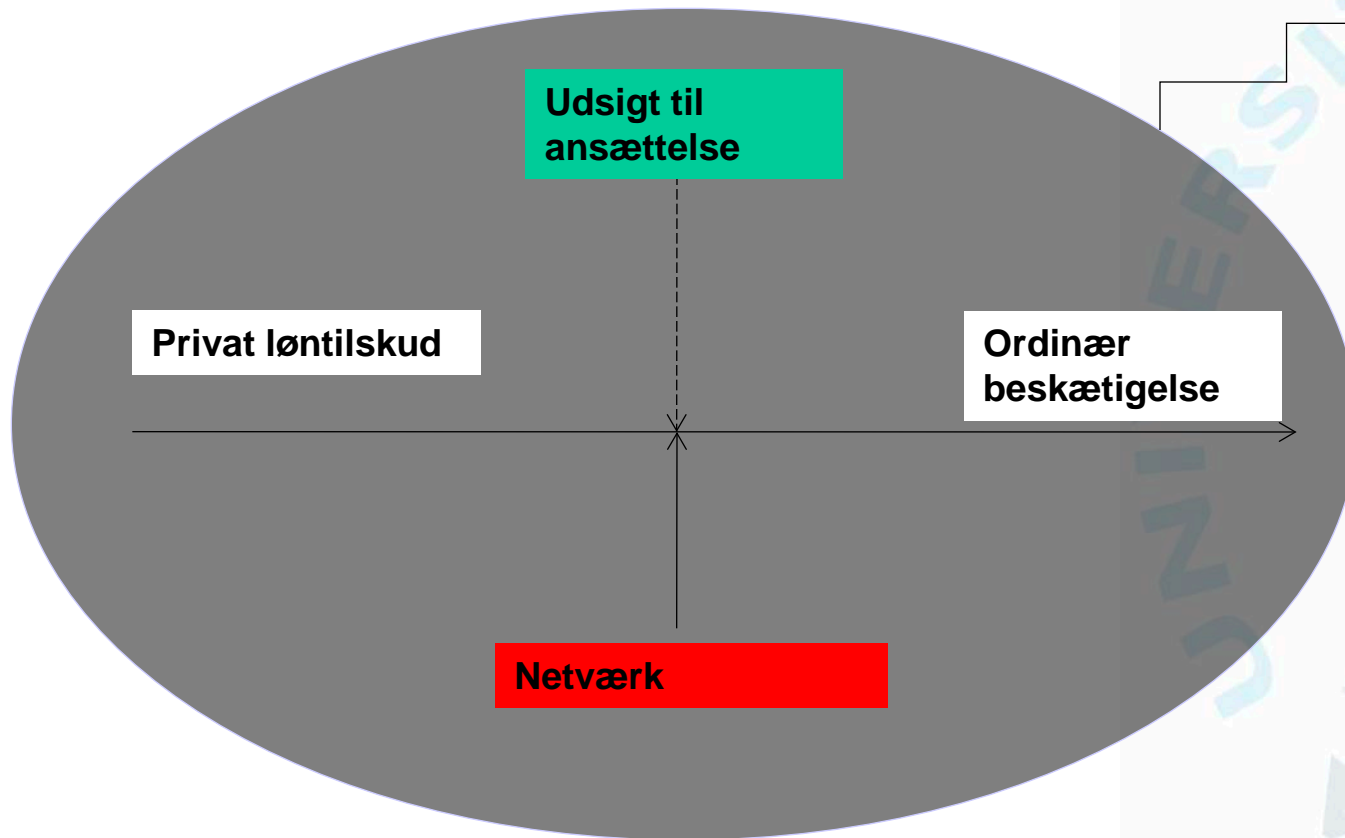 Udsigt til
ansættelse
Privat løntilskud
Ordinær
beskætigelse
Netværk